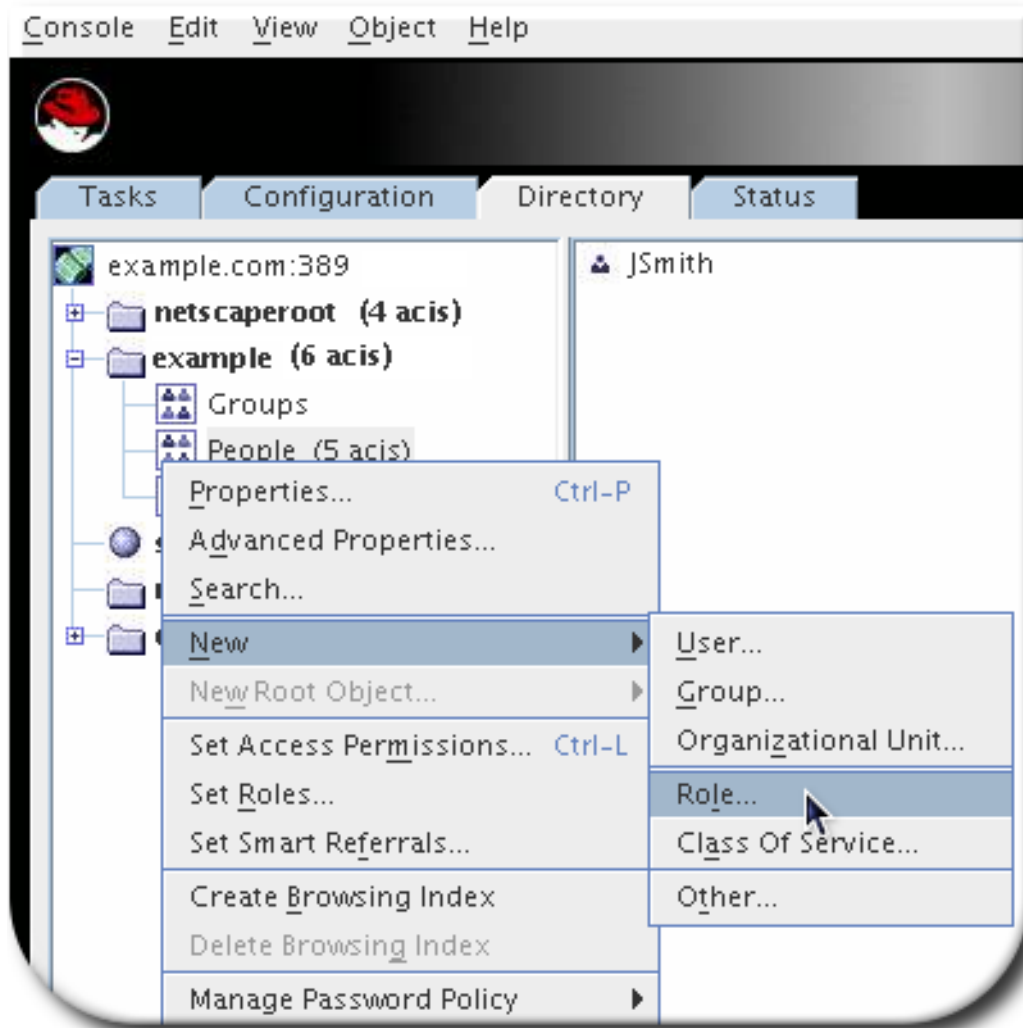 Console Edit View Object Help
Tasks Configuration Directory Status
example.com:389
JSmith
netscaperoot (4 acis)
example (6 acis)
Groups
People (5 acis)
Properties... Ctrl-P
Advanced Properties...
Search...
New
User...
New Root Object...
Group...
Set Access Permissions... Ctrl-L
Organizational Unit...
Set Roles...
Role...
Set Smart Referrals...
Class Of Service...
Create Browsing Index
Other...
Delete Browsing Index
Manage Password Policy